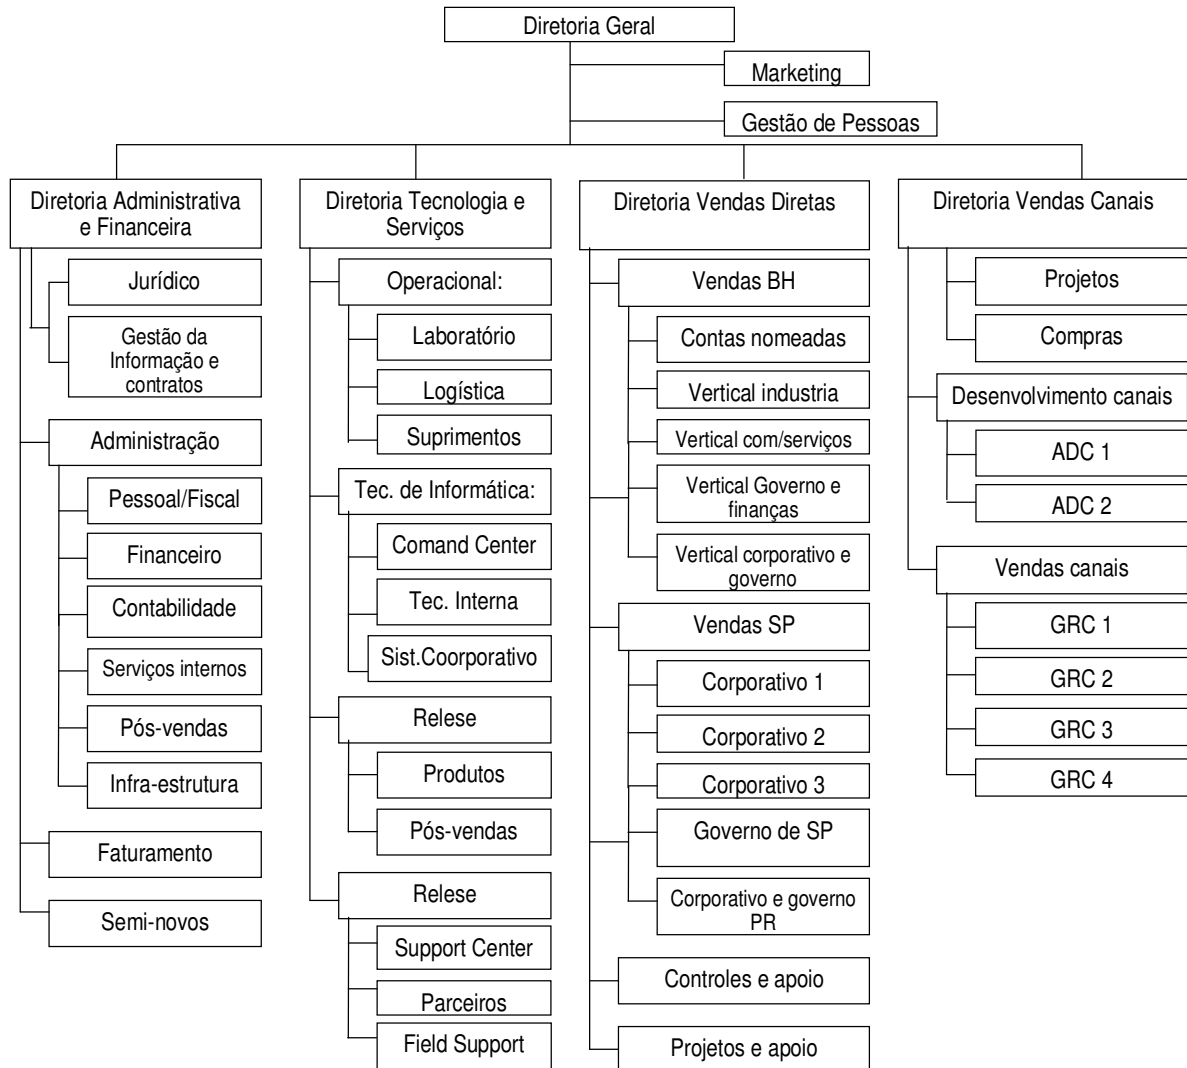 Diretoria Geral
Marketing
Gestão de Pessoas
Diretoria Administrativa
e Financeira
Jurídico
Gestão da
Informação e
contratos
Administração
Pessoal/Fiscal
Financeiro
Contabilidade
Serviços internos
Pós-vendas
Infra-estrutura
Faturamento
Semi-novos
Diretoria Tecnologia e
Serviços
Operacional:
Laboratório
Logística
Suprimentos
Tec. de Informática:
Comand Center
Tec. Interna
Sist.Coorporativo
Relese
Produtos
Pós-vendas
Relese
Support Center
Parceiros
Field Support
Diretoria Vendas Diretas
Vendas BH
Contas nomeadas
Vertical industria
Vertical com/serviços
Vertical Governo e
finanças
Vertical corporativo e
governo
Vendas SP
Corporativo 1
Corporativo 2
Corporativo 3
Governo de SP
Corporativo e governo
PR
Controles e apoio
Projetos e apoio
Diretoria Vendas Canais
Projetos
Compras
Desenvolvimento canais
ADC 1
ADC 2
Vendas canais
GRC 1
GRC 2
GRC 3
GRC 4